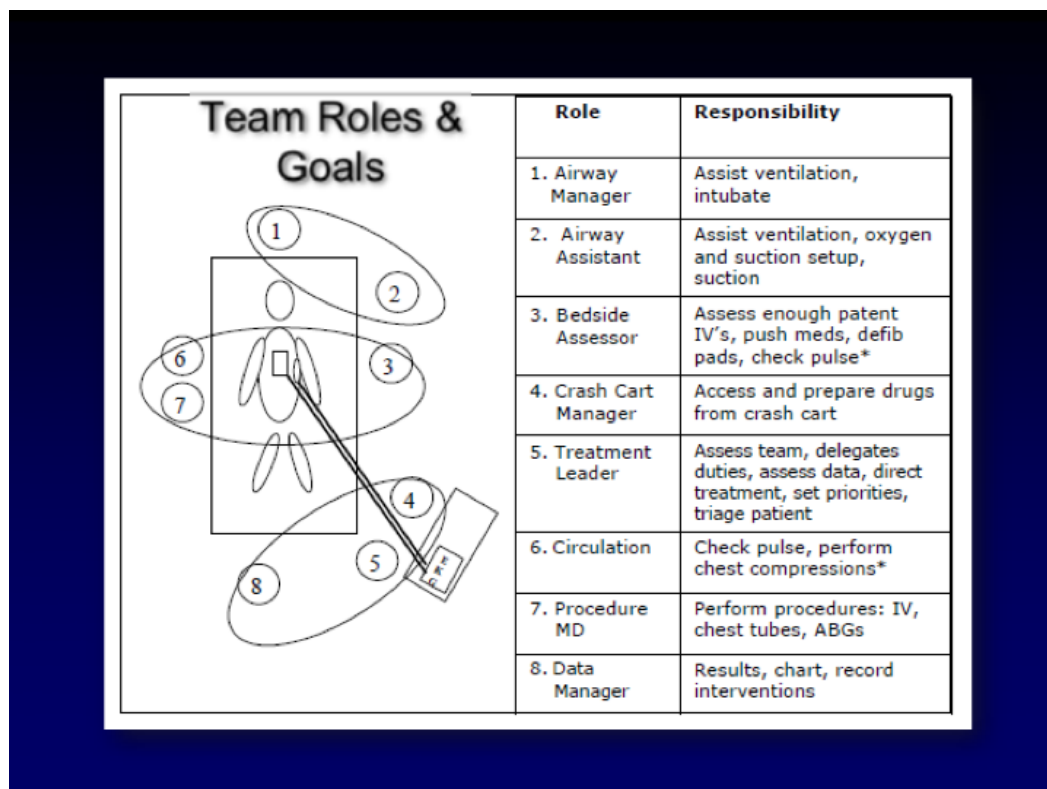 Team Roles &
Goals
1
2
6
3
7
4
5
8
EKG
Role Responsibility
1. Airway Manager Assist ventilation, intubate
2. Airway Assistant Assist ventilation, oxygen and suction setup, suction
3. Bedside Assessor Assess enough patent IV's, push meds, defib pads, check pulse*
4. Crash Cart Manager Access and prepare drugs from crash cart
5. Treatment Leader Assess team, delegates duties, assess data, direct treatment, set priorities, triage patient
6. Circulation Check pulse, perform chest compressions*
7. Procedure MD Perform procedures: IV, chest tubes, ABGs
8. Data Manager Results, chart, record interventions